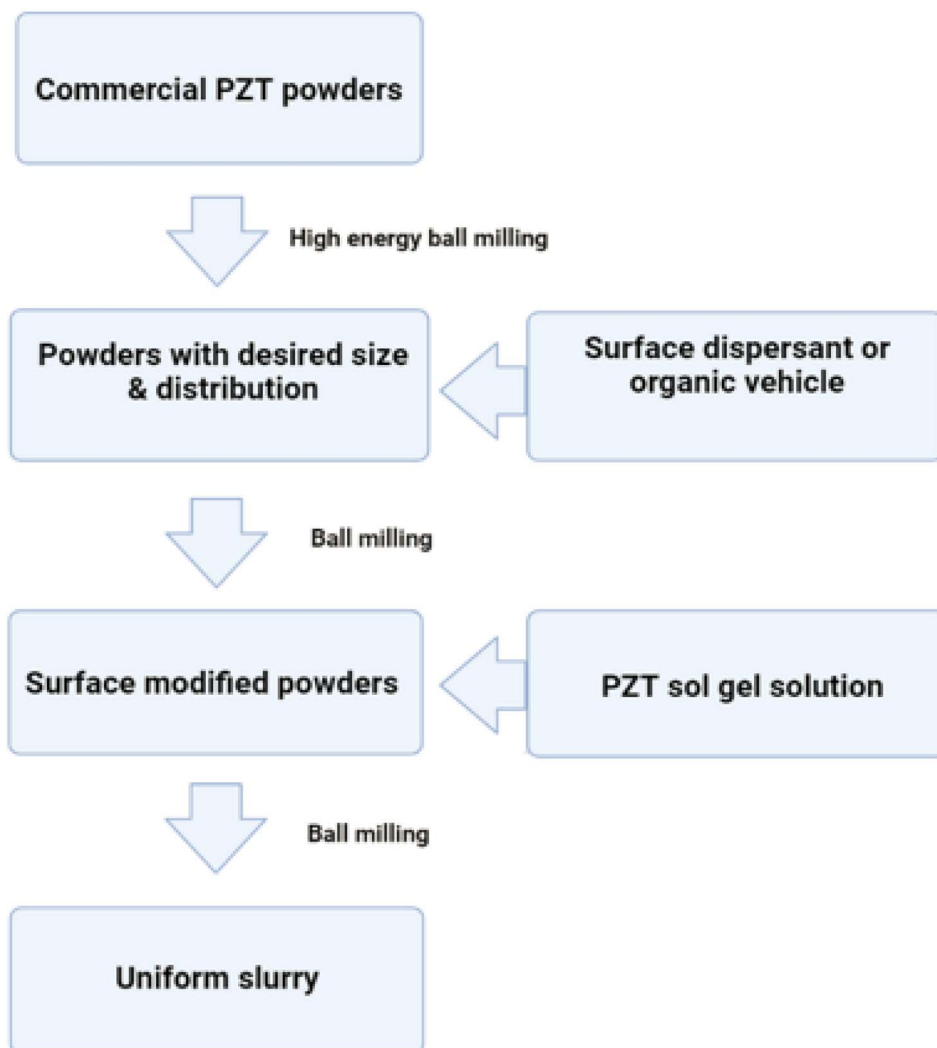 Commercial PZT powders
High energy ball milling
Powders with desired size
& distribution
Surface dispersant or
organic vehicle
Ball milling
Surface modified powders
PZT sol gel solution
Ball milling
Uniform slurry